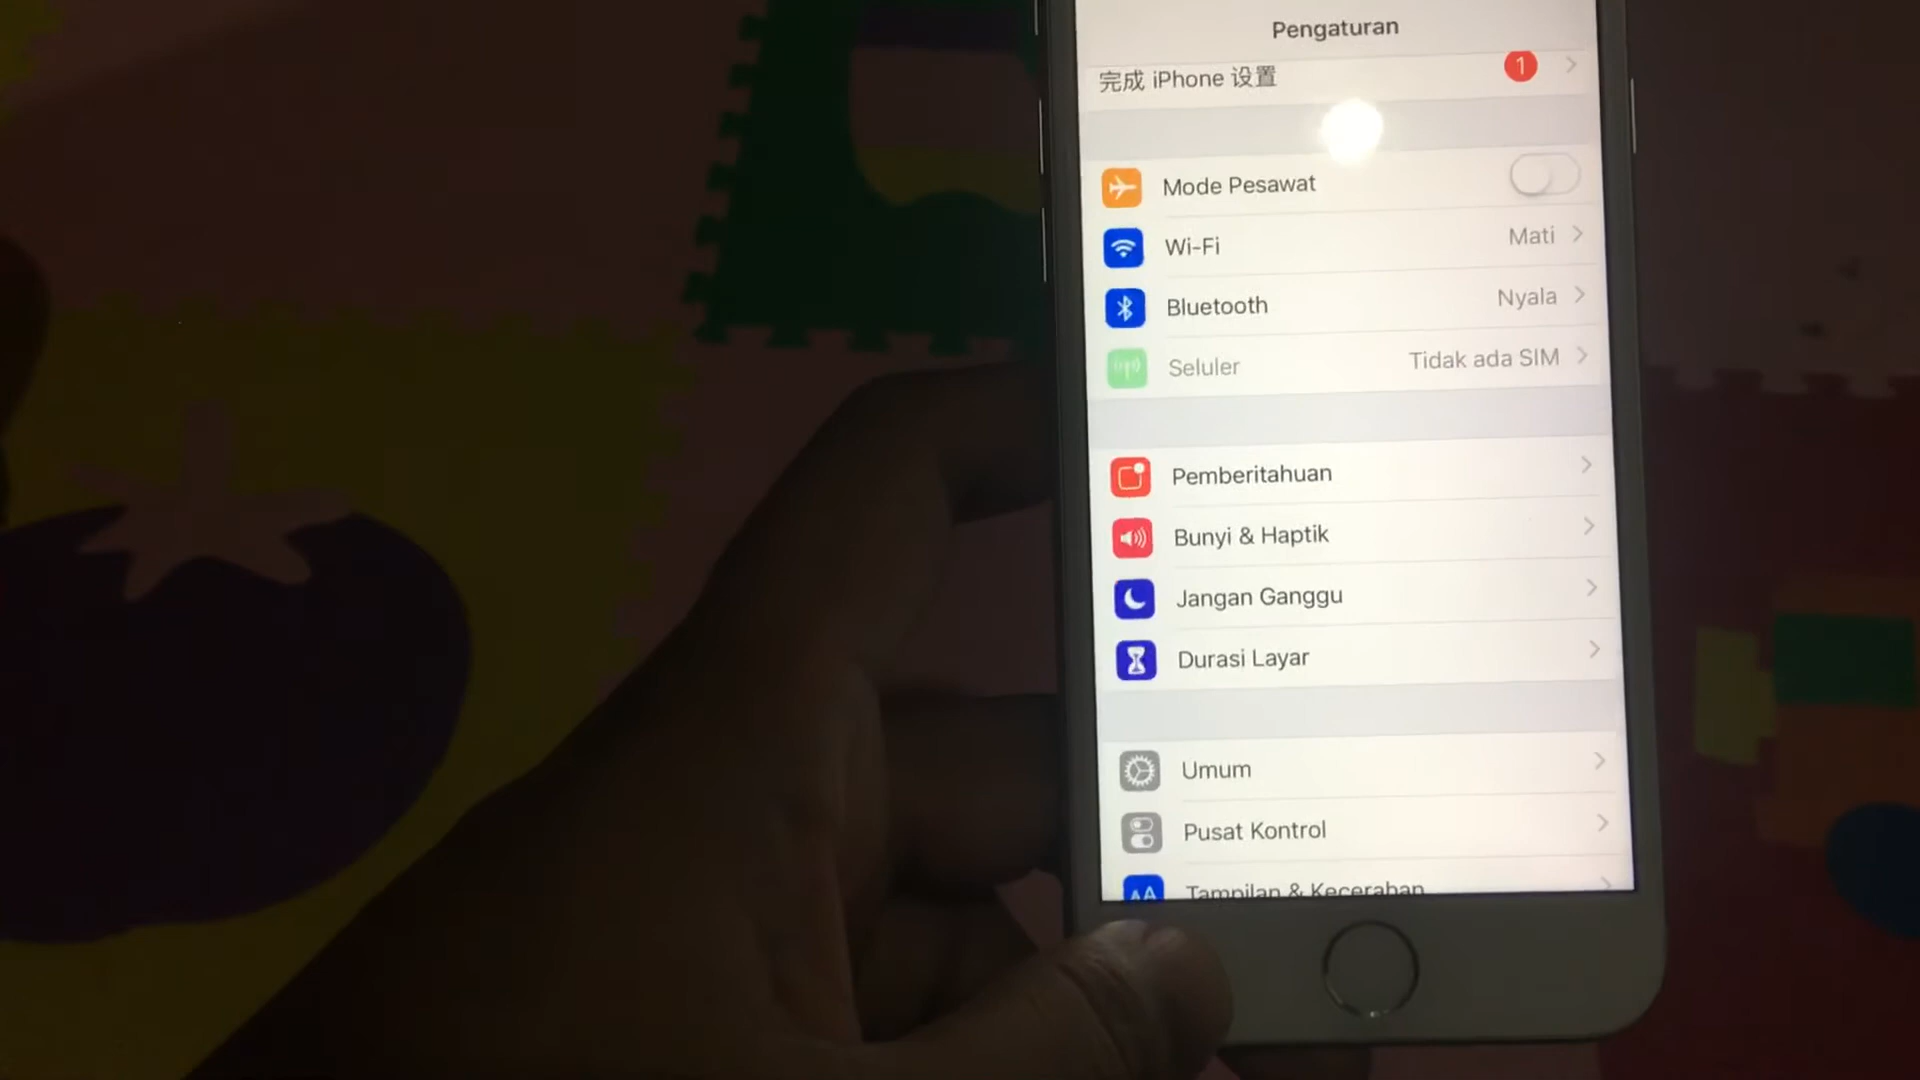 Pengaturan
完成 iPhone 设置 1
Mode Pesawat
Wi-Fi Mati
Bluetooth Nyala
Seluler Tidak ada SIM
Pemberitahuan
Bunyi & Haptik
Jangan Ganggu
Durasi Layar
Umum
Pusat Kontrol
AA Tampilan & Kecerahan